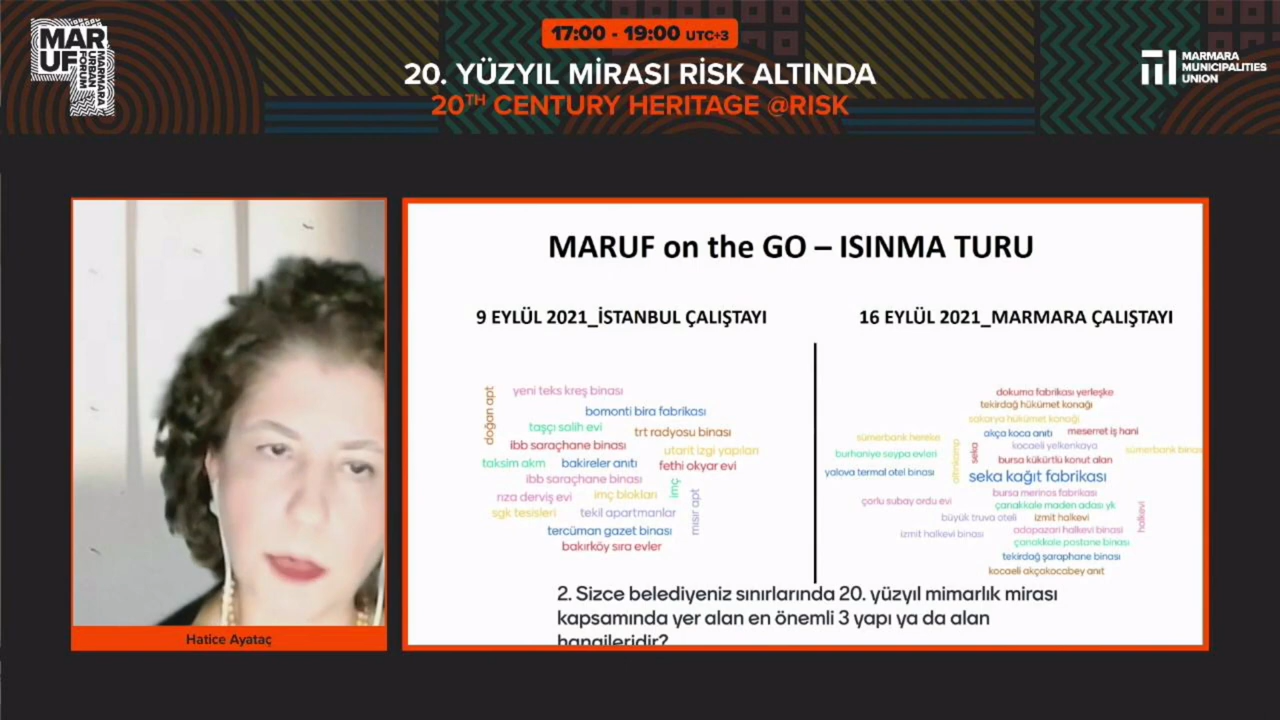 MAR
UF
MARMARA
URBAN
FORUM
17:00 - 19:00 UTC+3
20. YÜZYIL MİRASI RİSK ALTINDA
20TH CENTURY HERITAGE @RISK
MARMARA
MUNICIPALITIES
UNION
MARUF on the GO – ISINMA TURU
9 EYLÜL 2021_İSTANBUL ÇALIŞTAYI
doğan apt
yeni teks kreş binası
bomonti bira fabrikası
taşçı salih evi
trt radyosu binası
ibb saraçhane binası
utarit izgi yapıları
taksim akm
bakireler anıti
fethi okyar evi
ibb saraçhane binası
imç
rıza derviş evi
imç blokları
mısır apt
sgk tesisleri
tekil apartmanlar
tercüman gazet binası
bakırköy sıra evler
16 EYLÜL 2021_MARMARA ÇALIŞTAYI
dokuma fabrikası yerleşke
tekirdağ hükümet konağı
sakarya hükümet konağı
akça koca anıtı
meserret iş hani
sümerbank hereke
kocaeli yelkenkaya
sümerbank binas
altınkamp
seka
burhaniye seypa evleri
bursa kükürtlü konut alan
yalova termal otel binası
seka kağıt fabrikası
bursa merinos fabrikası
çorlu subay ordu evi
çanakkale maden adası yk
büyük truva oteli
izmit halkevi
halkevi
izmit halkevi binası
adapazarı halkevi binasi
çanakkale postane binası
tekirdağ şaraphane binası
kocaeli akçakocabey anıt
2. Sizce belediyeniz sınırlarında 20. yüzyıl mimarlık mirası
kapsamında yer alan en önemli 3 yapı ya da alan
hangileridir?
Hatice Ayataç